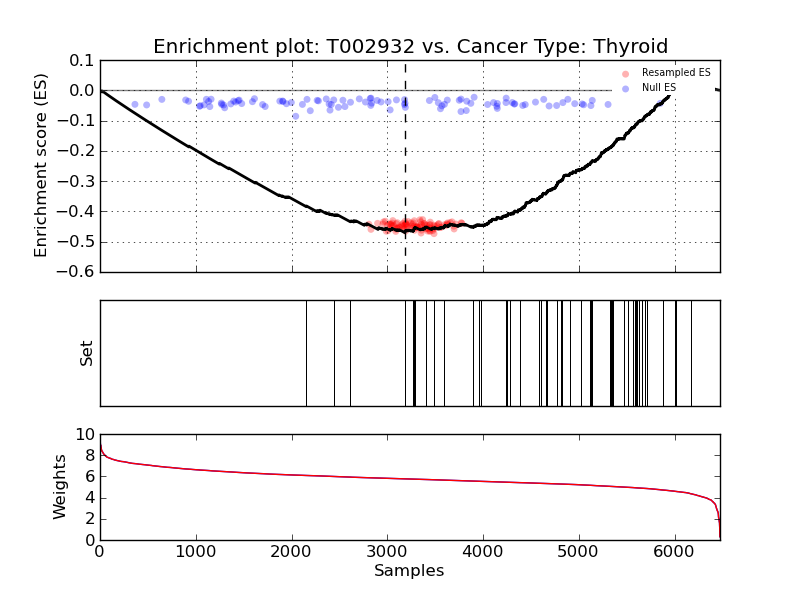 Enrichment plot: T002932 vs. Cancer Type: Thyroid
Enrichment score (ES)
0.1
0.0
−0.1
−0.2
−0.3
−0.4
−0.5
−0.6
Resampled ES
Null ES
Set
Weights
10
8
6
4
2
0
0 1000 2000 3000 4000 5000 6000
Samples